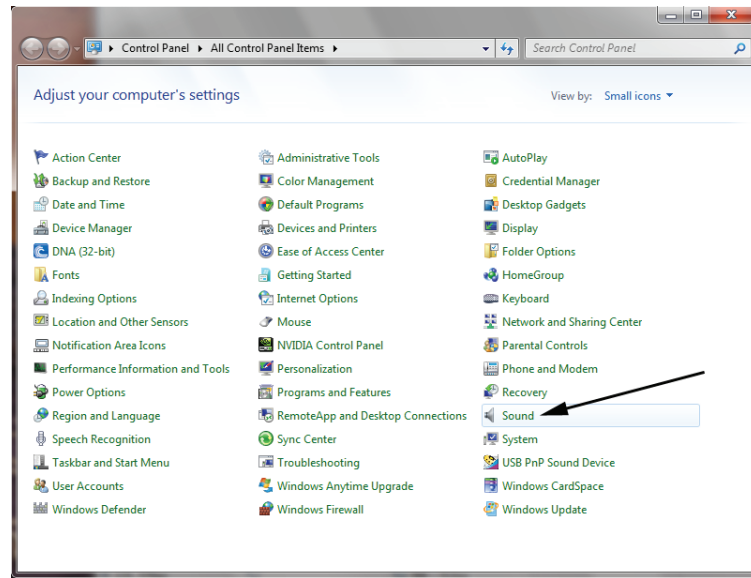 Control Panel All Control Panel Items Search Control Panel
Adjust your computer's settings View by: Small icons
Action Center Administrative Tools AutoPlay
Backup and Restore Color Management Credential Manager
Date and Time Default Programs Desktop Gadgets
Device Manager Devices and Printers Display
DNA (32-bit) Ease of Access Center Folder Options
Fonts Getting Started HomeGroup
Indexing Options Internet Options Keyboard
Location and Other Sensors Mouse Network and Sharing Center
Notification Area Icons NVIDIA Control Panel Parental Controls
Performance Information and Tools Personalization Phone and Modem
Power Options Programs and Features Recovery
Region and Language RemoteApp and Desktop Connections Sound
Speech Recognition Sync Center System
Taskbar and Start Menu Troubleshooting USB PnP Sound Device
User Accounts Windows Anytime Upgrade Windows CardSpace
Windows Defender Windows Firewall Windows Update